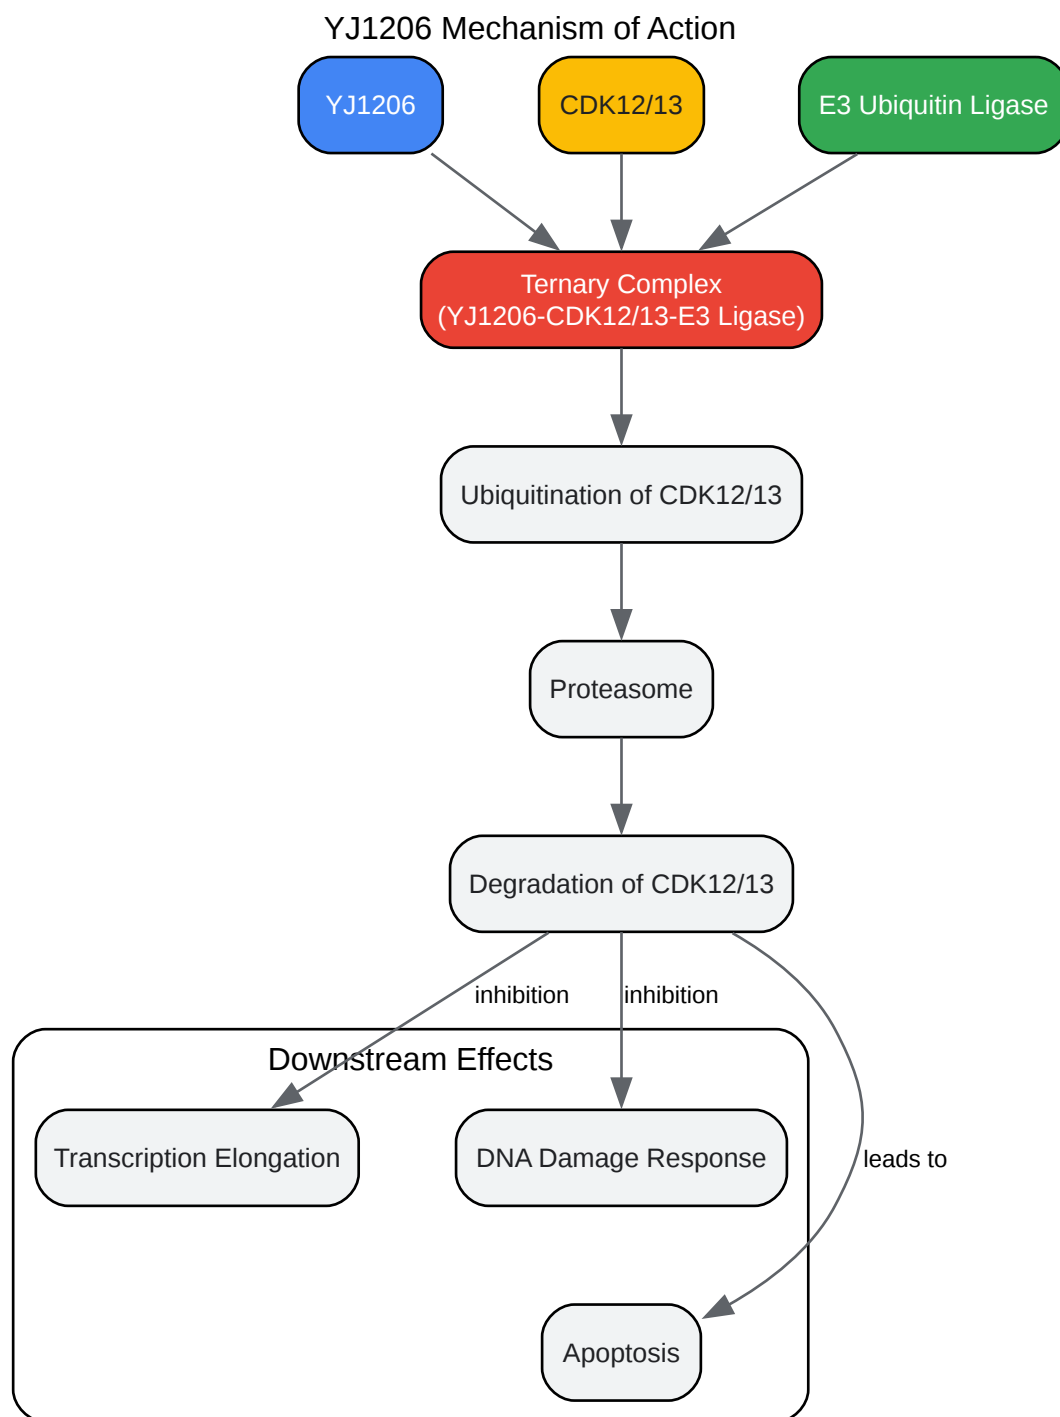 YJ1206 Mechanism of Action
YJ1206
CDK12/13
E3 Ubiquitin Ligase
Ternary Complex
(YJ1206-CDK12/13-E3 Ligase)
Ubiquitination of CDK12/13
Proteasome
Degradation of CDK12/13
inhibition
inhibition
Downstream Effects
Transcription Elongation
DNA Damage Response
leads to
Apoptosis